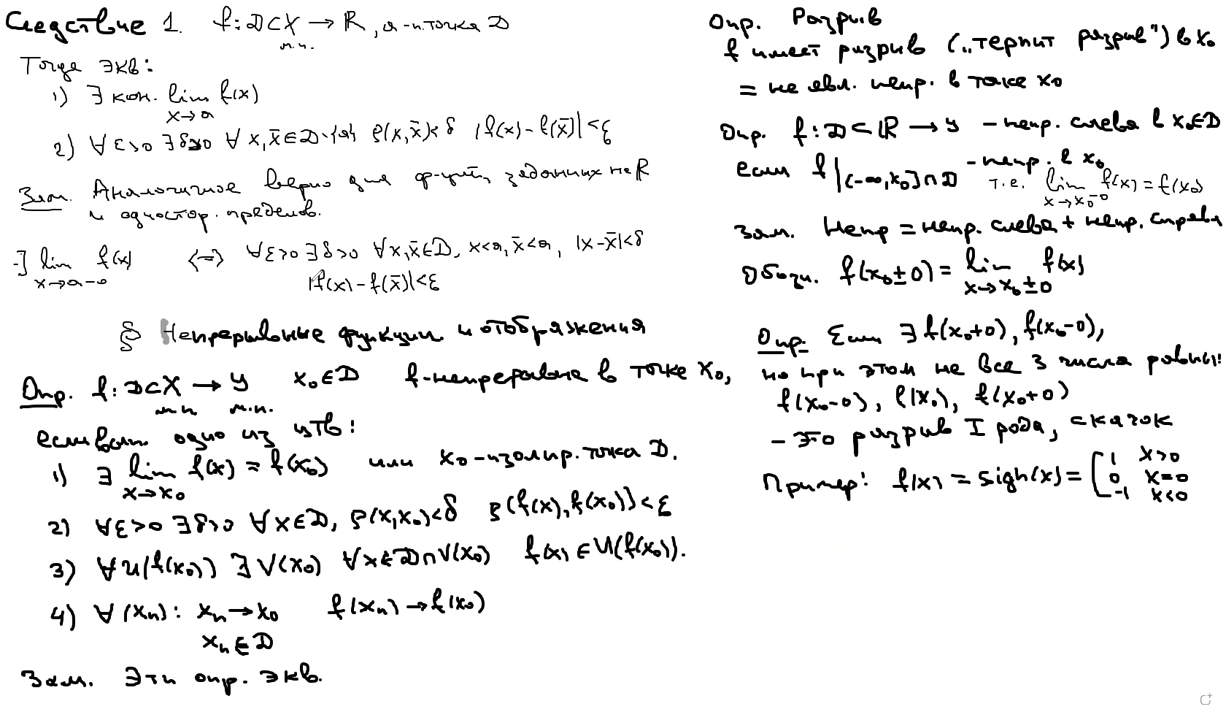 Следствие 1. f: D⊂X → R, a-п.точка D
м.п.
Тогда экв:
1) ∃ кон. lim f(x)
x→a
2) ∀ε>0 ∃δ>0 ∀x,x̄∈D\{a} ρ(x,x̄)<δ |f(x)-f(x̄)|<ε
Зам. Аналогичное верно для ф-ций, заданных на R
и одностор. пределов.
∃ lim f(x) ⟺ ∀ε>0 ∃δ>0 ∀x,x̄∈D, x<a, x̄<a, |x-x̄|<δ
x→a-0 |f(x)-f(x̄)|<ε
§ Непрерывные функции и отображения
Опр. f: D⊂X → Y x₀∈D f-непрерывна в точке x₀,
м.п. м.п.
если вып одно из утв:
1) ∃ lim f(x) = f(x₀) или x₀-изолир. точка D.
x→x₀
2) ∀ε>0 ∃δ>0 ∀x∈D, ρ(x,x₀)<δ ρ(f(x),f(x₀))<ε
3) ∀U(f(x₀)) ∃V(x₀) ∀x∈D∩V(x₀) f(x)∈U(f(x₀)).
4) ∀(xₙ): xₙ→x₀ f(xₙ)→f(x₀)
xₙ∈D
Зам. Эти опр. экв.
Опр. Разрыв
f имеет разрыв („терпит разрыв") в x₀
= не явл. непр. в токе x₀
Опр. f: D⊂R → Y - непр. слева в x₀∈D
если f|(-∞,x₀]∩D - непр. в x₀
т.е. lim f(x) = f(x₀)
x→x₀-0
Зам. Непр = непр. слева + непр. справа
Обозн. f(x₀±0) = lim f(x)
x→x₀±0
Опр. Если ∃ f(x₀+0), f(x₀-0),
но при этом не все 3 числа равны:
f(x₀-0), f(x₀), f(x₀+0)
- это разрыв I рода, скачок
Пример: f(x) = sign(x) = [ 1 x>0
0 x=0
-1 x<0